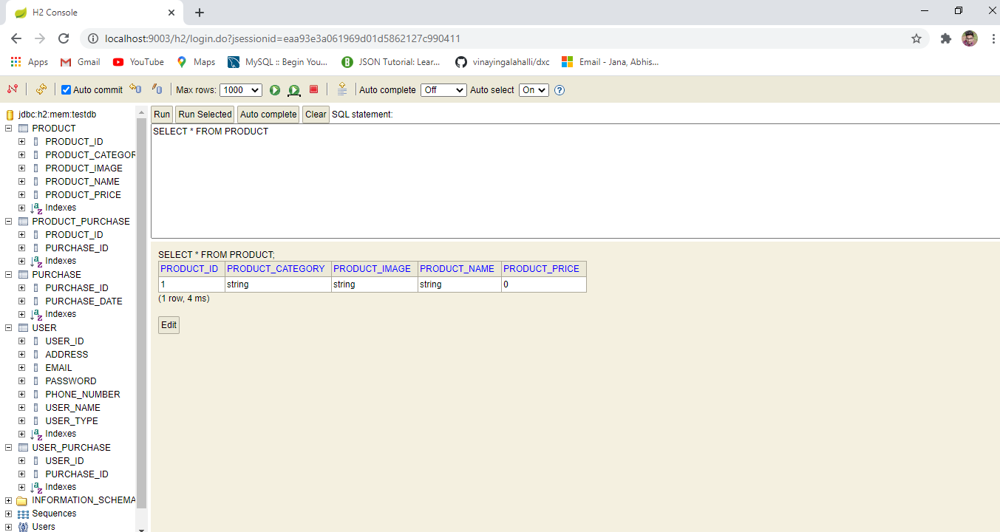 H2 Console
localhost:9003/h2/login.do?jsessionid=eaa93e3a061969d01d5862127c990411
Apps Gmail YouTube Maps MySQL :: Begin You... JSON Tutorial: Lear... vinayingalahalli/dxc Email - Jana, Abhis...
Auto commit Max rows: 1000 Auto complete Off Auto select On ?
jdbc:h2:mem:testdb
PRODUCT
PRODUCT_ID
PRODUCT_CATEGOR
PRODUCT_IMAGE
PRODUCT_NAME
PRODUCT_PRICE
Indexes
PRODUCT_PURCHASE
PRODUCT_ID
PURCHASE_ID
Indexes
PURCHASE
PURCHASE_ID
PURCHASE_DATE
Indexes
USER
USER_ID
ADDRESS
EMAIL
PASSWORD
PHONE_NUMBER
USER_NAME
USER_TYPE
Indexes
USER_PURCHASE
USER_ID
PURCHASE_ID
Indexes
INFORMATION_SCHEMA
Sequences
Users
Run Run Selected Auto complete Clear SQL statement:
SELECT * FROM PRODUCT
SELECT * FROM PRODUCT;
PRODUCT_ID PRODUCT_CATEGORY PRODUCT_IMAGE PRODUCT_NAME PRODUCT_PRICE
1 string string string 0
(1 row, 4 ms)
Edit